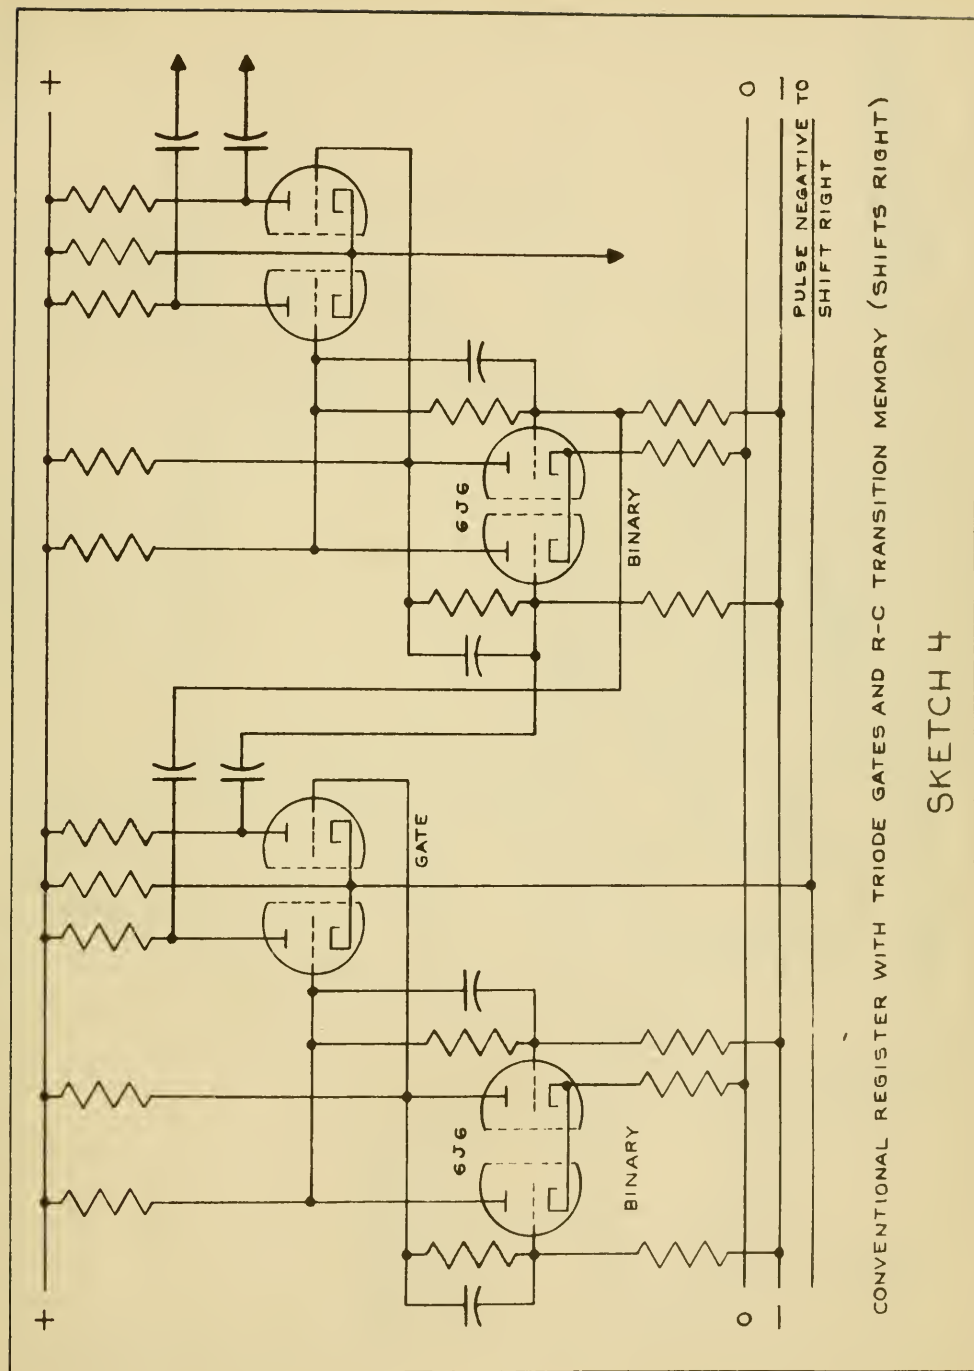 + +
6J6
6J6
GATE
BINARY
BINARY
O O
— —
PULSE NEGATIVE TO
SHIFT RIGHT
CONVENTIONAL REGISTER WITH TRIODE GATES AND R-C TRANSITION MEMORY (SHIFTS RIGHT)
SKETCH 4